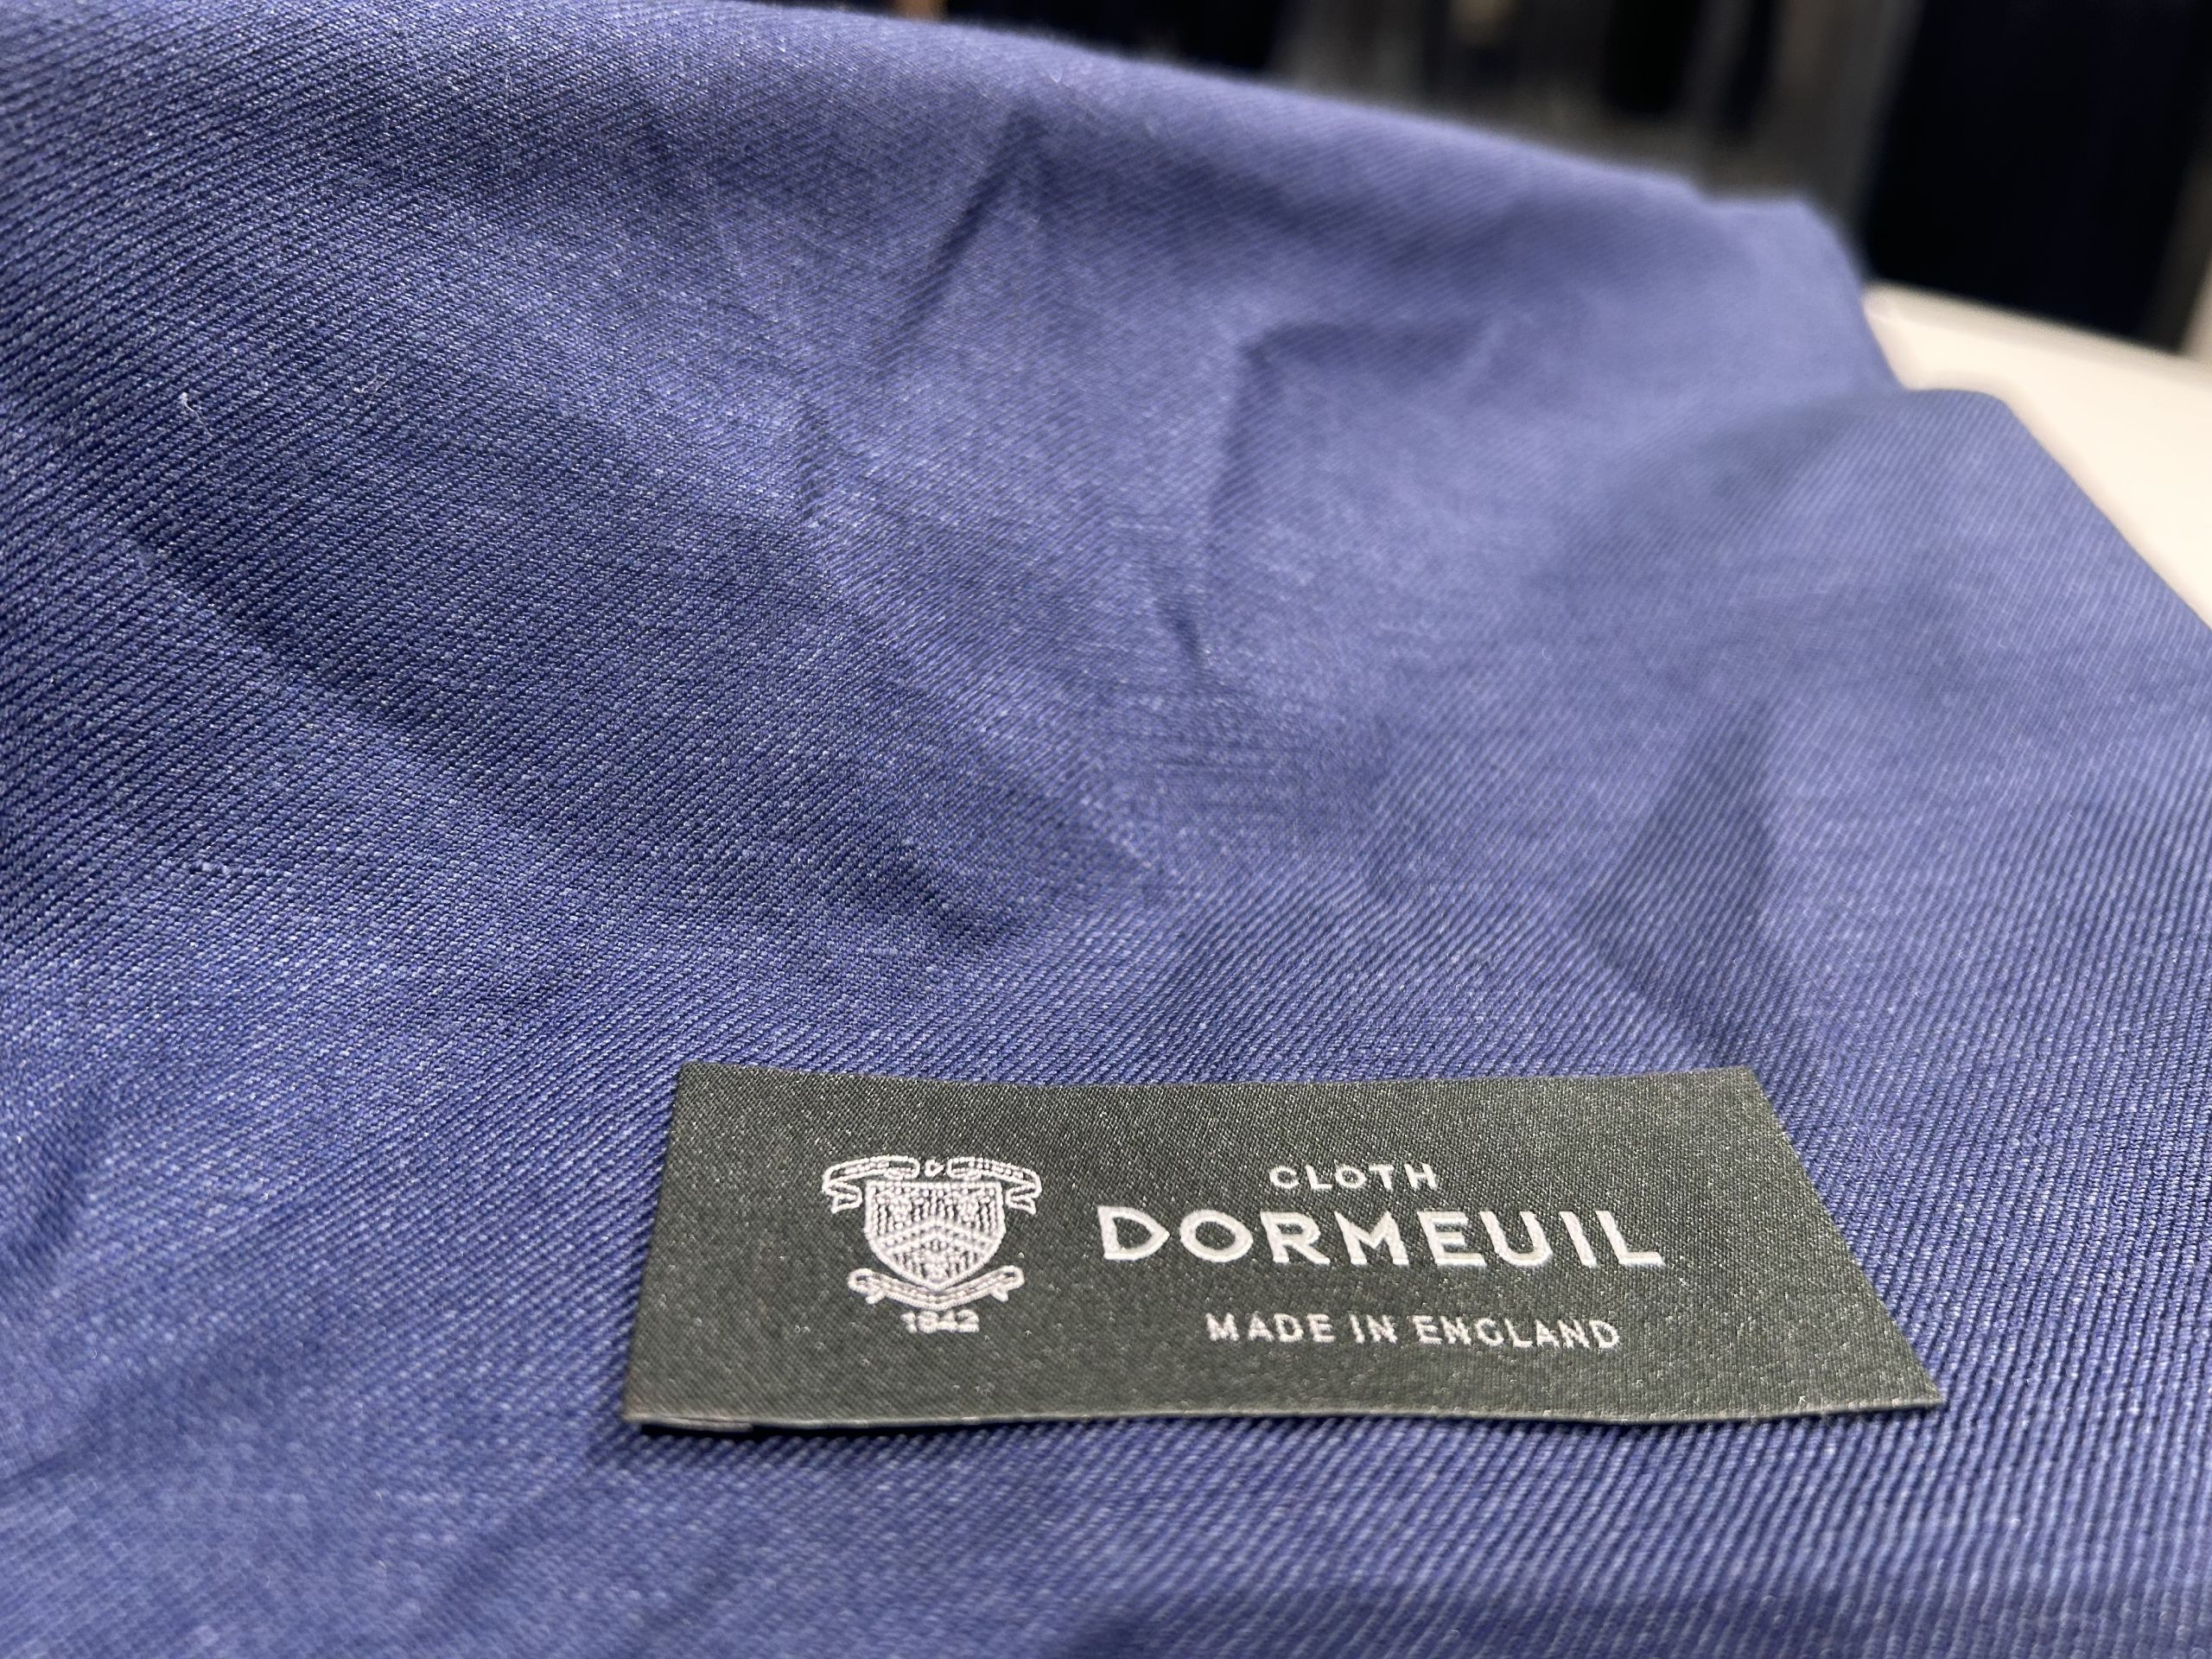 CLOTH
DORMEUIL
MADE IN ENGLAND
1842